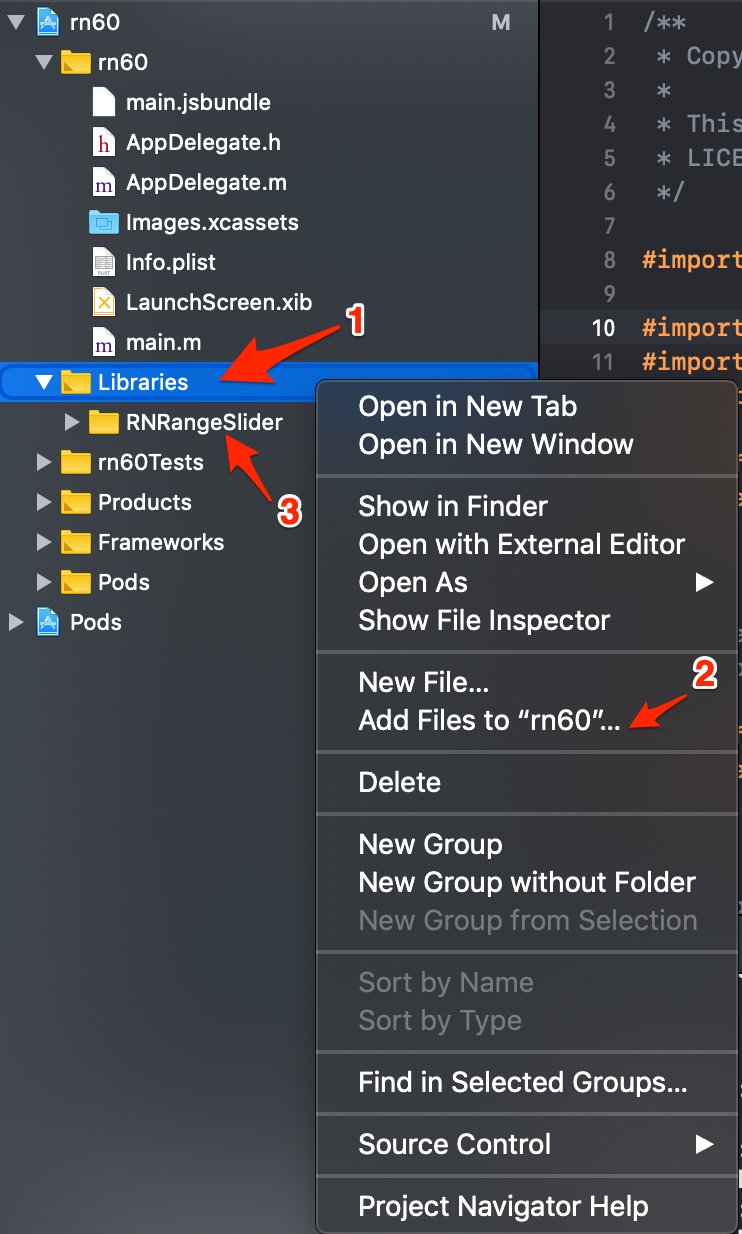 rn60 M
rn60
main.jsbundle
h AppDelegate.h
m AppDelegate.m
Images.xcassets
PLIST Info.plist
LaunchScreen.xib
m main.m
1
Libraries
RNRangeSlider
3
rn60Tests
Products
Frameworks
Pods
Pods
1 /**
2 * Copy
3 *
4 * This
5 * LICE
6 */
7
8 #import
9
10 #import
11 #import
Open in New Tab
Open in New Window
Show in Finder
Open with External Editor
Open As
Show File Inspector
New File...
2
Add Files to “rn60”...
Delete
New Group
New Group without Folder
New Group from Selection
Sort by Name
Sort by Type
Find in Selected Groups...
Source Control
Project Navigator Help